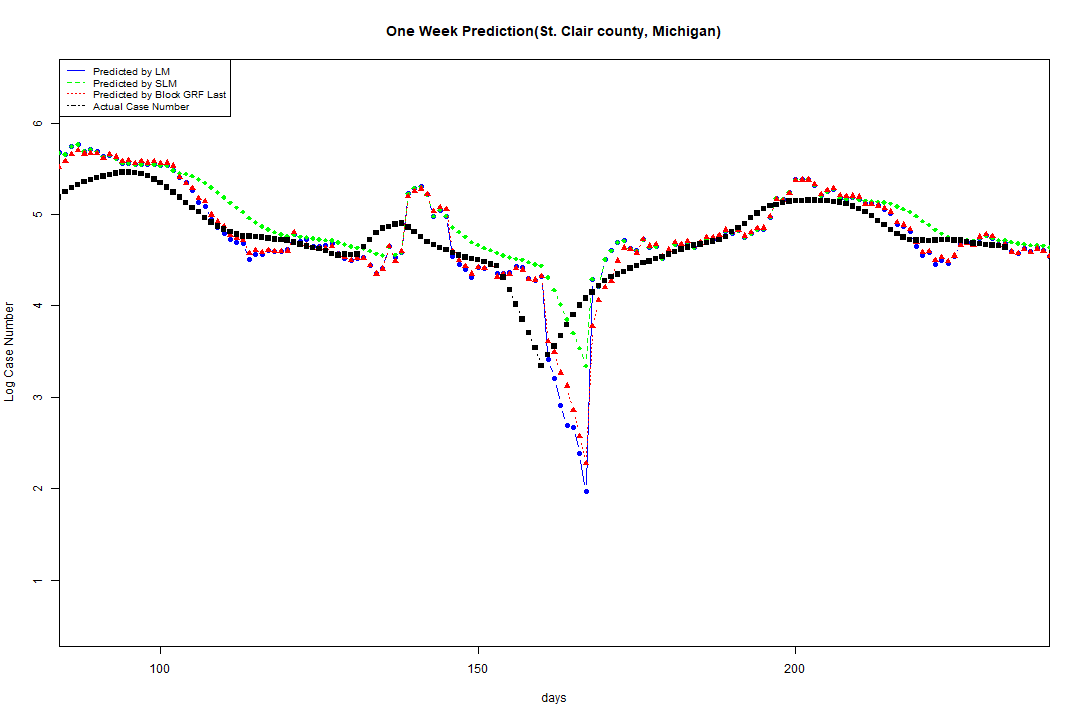 One Week Prediction(St. Clair county, Michigan)
Predicted by LM
Predicted by SLM
Predicted by Block GRF Last
Actual Case Number
6
5
4
3
2
1
Log Case Number
100 150 200
days